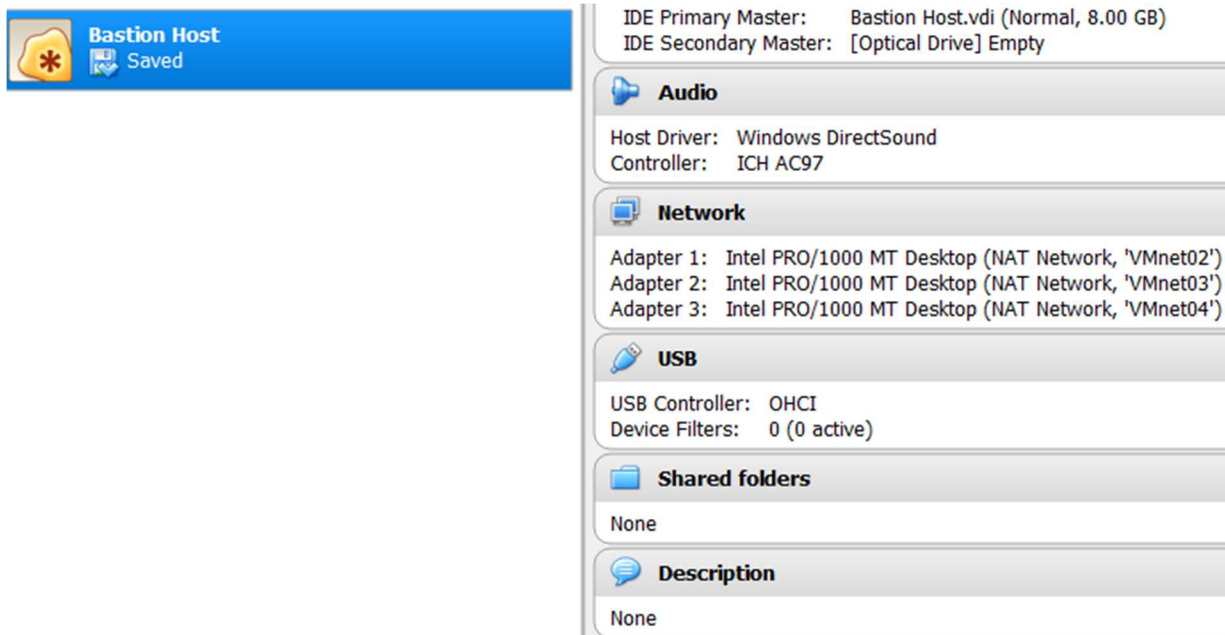 Bastion Host
Saved
IDE Primary Master: Bastion Host.vdi (Normal, 8.00 GB)
IDE Secondary Master: [Optical Drive] Empty
Audio
Host Driver: Windows DirectSound
Controller: ICH AC97
Network
Adapter 1: Intel PRO/1000 MT Desktop (NAT Network, 'VMnet02')
Adapter 2: Intel PRO/1000 MT Desktop (NAT Network, 'VMnet03')
Adapter 3: Intel PRO/1000 MT Desktop (NAT Network, 'VMnet04')
USB
USB Controller: OHCI
Device Filters: 0 (0 active)
Shared folders
None
Description
None